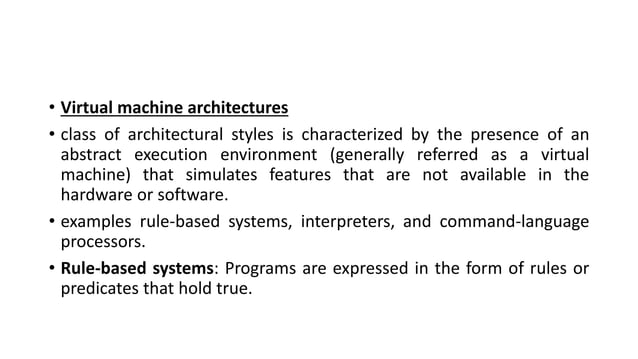 • Virtual machine architectures
• class of architectural styles is characterized by the presence of an
abstract execution environment (generally referred as a virtual
machine) that simulates features that are not available in the
hardware or software.
• examples rule-based systems, interpreters, and command-language
processors.
• Rule-based systems: Programs are expressed in the form of rules or
predicates that hold true.